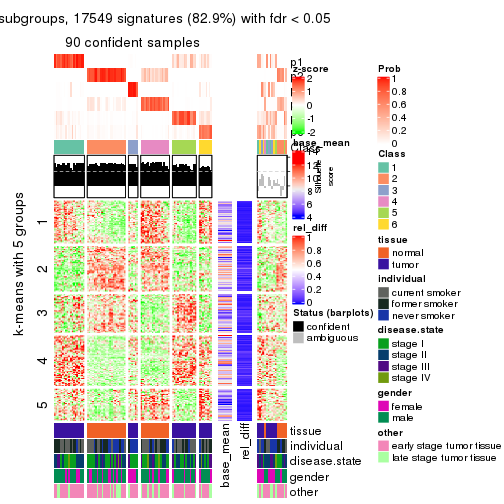 subgroups, 17549 signatures (82.9%) with fdr < 0.05
90 confident samples
p1
z-score
2
1
0
-1
-2
Prob
1
0.8
0.6
0.4
0.2
0
base_mean
Silhouette
score
8
6
4
Class
1
2
3
4
5
6
rel_diff
1
0.8
0.6
0.4
0.2
0
tissue
normal
tumor
individual
current smoker
former smoker
never smoker
Status (barplots)
confident
ambiguous
disease.state
stage I
stage II
stage III
stage IV
gender
female
male
other
early stage tumor tissue
late stage tumor tissue
k-means with 5 groups
1
2
3
4
5
base_mean
rel_diff
tissue
individual
disease.state
gender
other